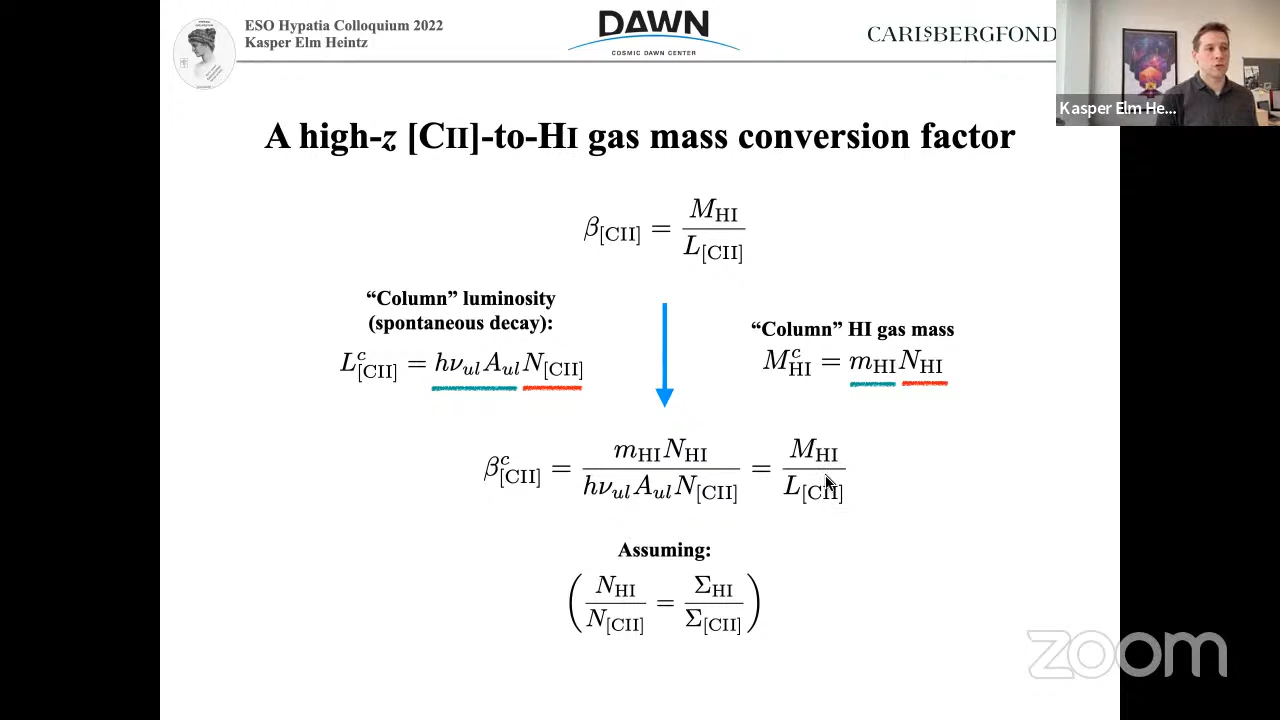 ESO Hypatia Colloquium 2022
Kasper Elm Heintz
DAWN
COSMIC DAWN CENTER
CARLSBERGFOND
Kasper Elm He...
A high-z [CII]-to-HI gas mass conversion factor
β_[CII] = M_HI / L_[CII]
“Column” luminosity
(spontaneous decay):
L^c_[CII] = hν_ul A_ul N_[CII]
“Column” HI gas mass
M^c_HI = m_HI N_HI
β^c_[CII] = m_HI N_HI / hν_ul A_ul N_[CII] = M_HI / L_[CII]
Assuming:
(N_HI / N_[CII] = Σ_HI / Σ_[CII])
zoom